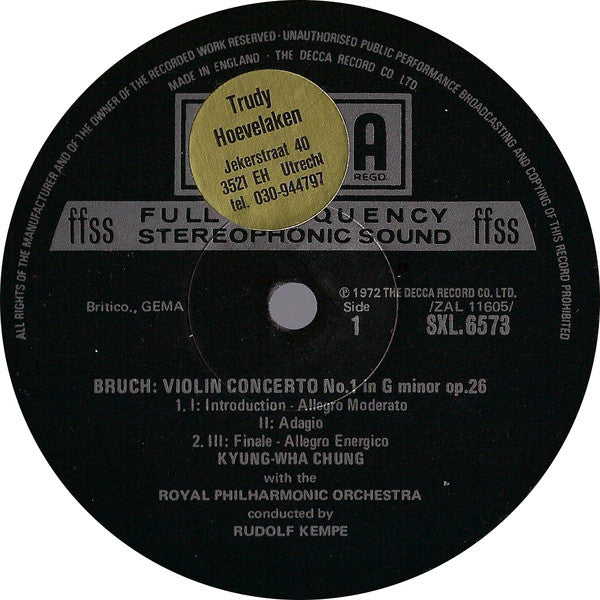 ALL RIGHTS OF THE MANUFACTURER AND OF THE OWNER OF THE RECORDED WORK RESERVED · UNAUTHORISED PUBLIC PERFORMANCE BROADCASTING AND COPYING OF THIS RECORD PROHIBITED
MADE IN ENGLAND · THE DECCA RECORD CO LTD.
Trudy
Hoevelaken
Jekerstraat 40
3521 EH Utrecht
tel. 030-944797
A
REGD.
ffss FULL QUENCY ffss
STEREOPHONIC SOUND
℗ 1972 THE DECCA RECORD CO. LTD.
Britico., GEMA Side /ZAL 11605/
1 SXL.6573
BRUCH: VIOLIN CONCERTO No.1 in G minor op.26
1. I: Introduction - Allegro Moderato
II: Adagio
2. III: Finale - Allegro Energico
KYUNG-WHA CHUNG
with the
ROYAL PHILHARMONIC ORCHESTRA
conducted by
RUDOLF KEMPE